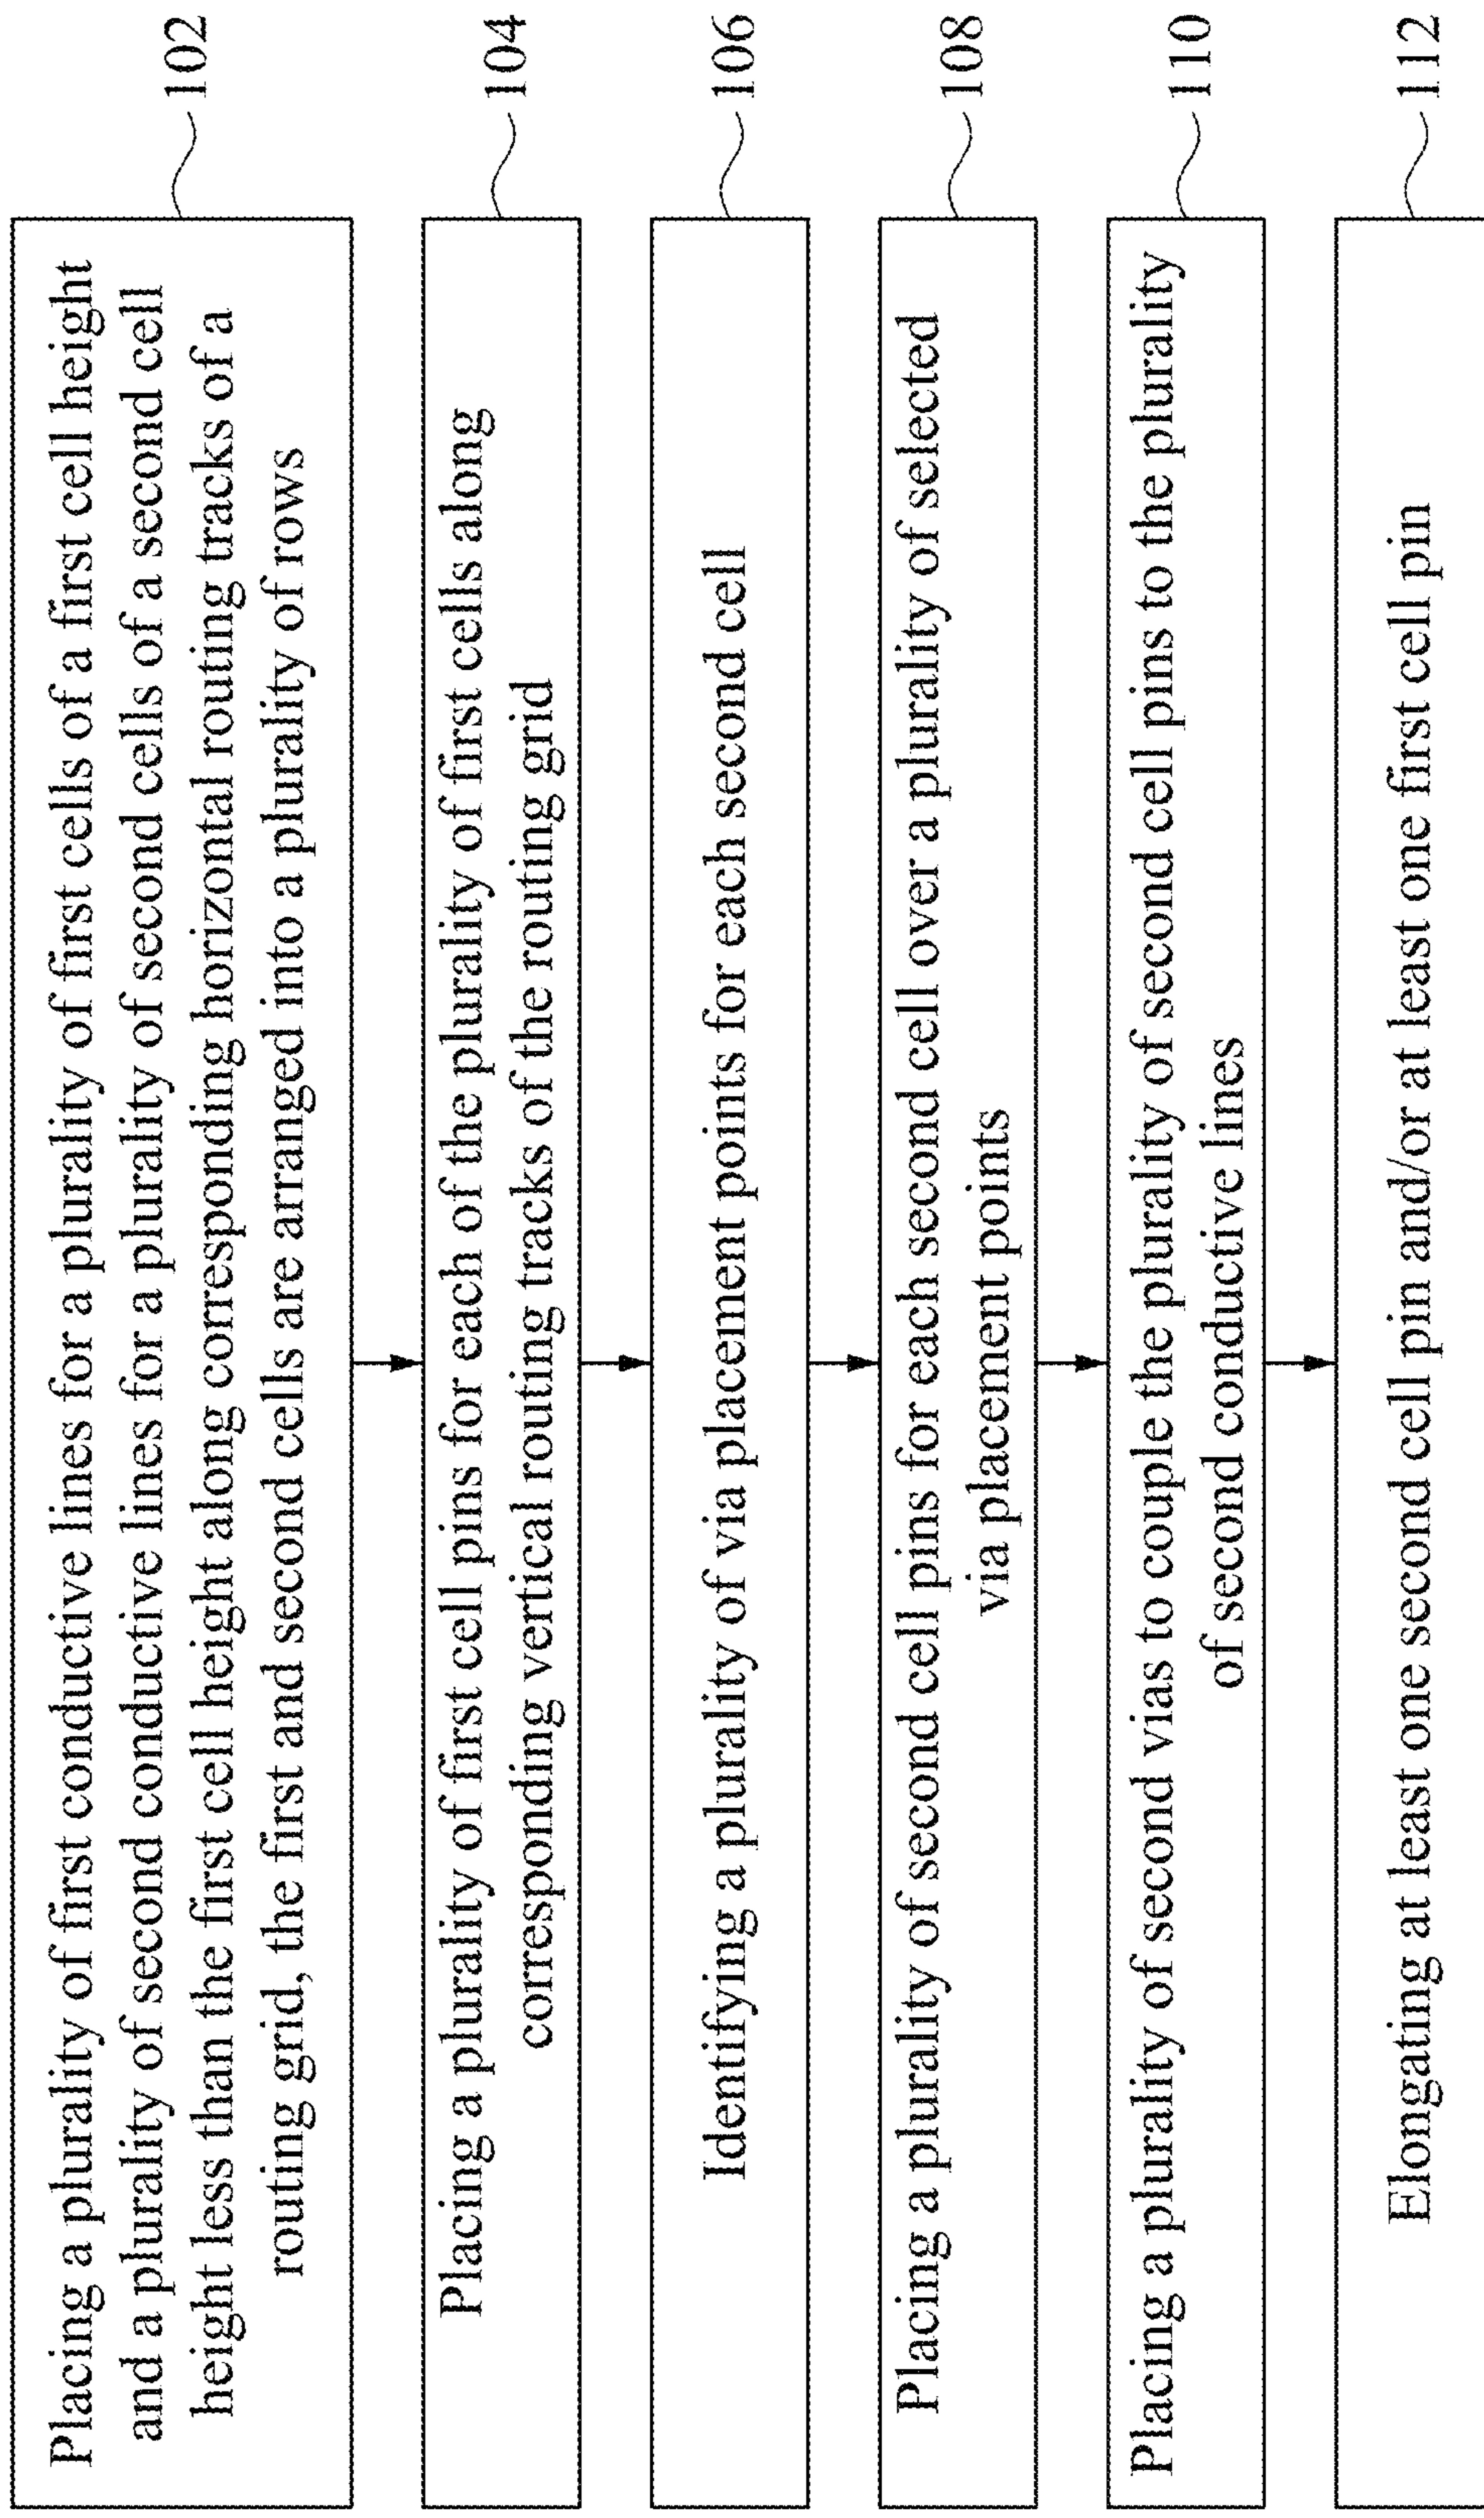 Placing a plurality of first conductive lines for a plurality of first cells of a first cell height
and a plurality of second conductive lines for a plurality of second cells of a second cell
height less than the first cell height along corresponding horizontal routing tracks of a
routing grid, the first and second cells are arranged into a plurality of rows
102
Placing a plurality of first cell pins for each of the plurality of first cells along
corresponding vertical routing tracks of the routing grid
104
Identifying a plurality of via placement points for each second cell
106
Placing a plurality of second cell pins for each second cell over a plurality of selected
via placement points
108
Placing a plurality of second vias to couple the plurality of second cell pins to the plurality
of second conductive lines
110
Elongating at least one second cell pin and/or at least one first cell pin
112